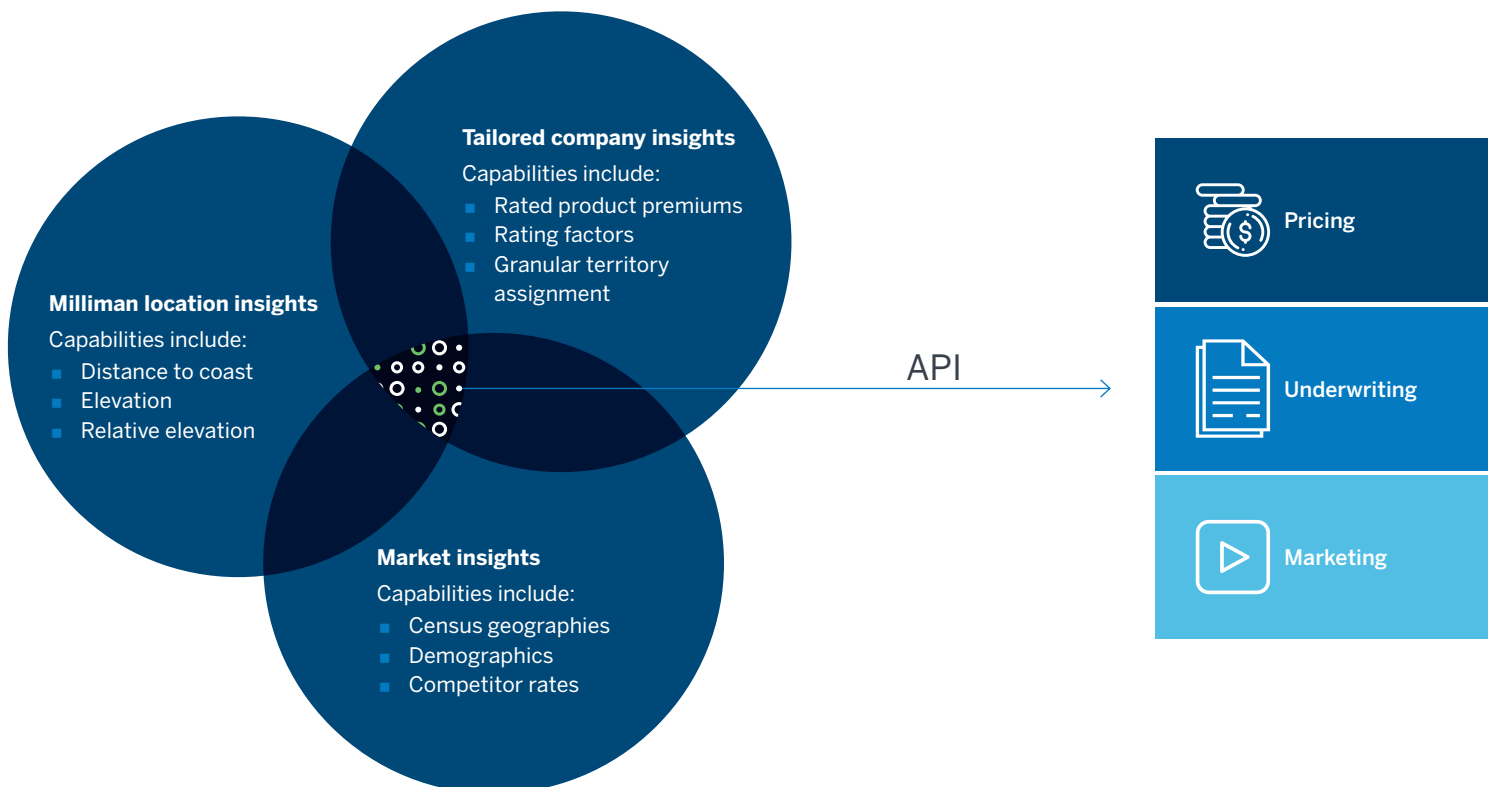 Tailored company insights
Capabilities include:
Rated product premiums
Rating factors
Granular territory
assignment
Milliman location insights
Capabilities include:
Distance to coast
Elevation
Relative elevation
Market insights
Capabilities include:
Census geographies
Demographics
Competitor rates
API
$
Pricing
Underwriting
Marketing